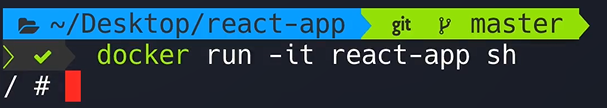 ~/Desktop/react-app git master
docker run -it react-app sh
/ #